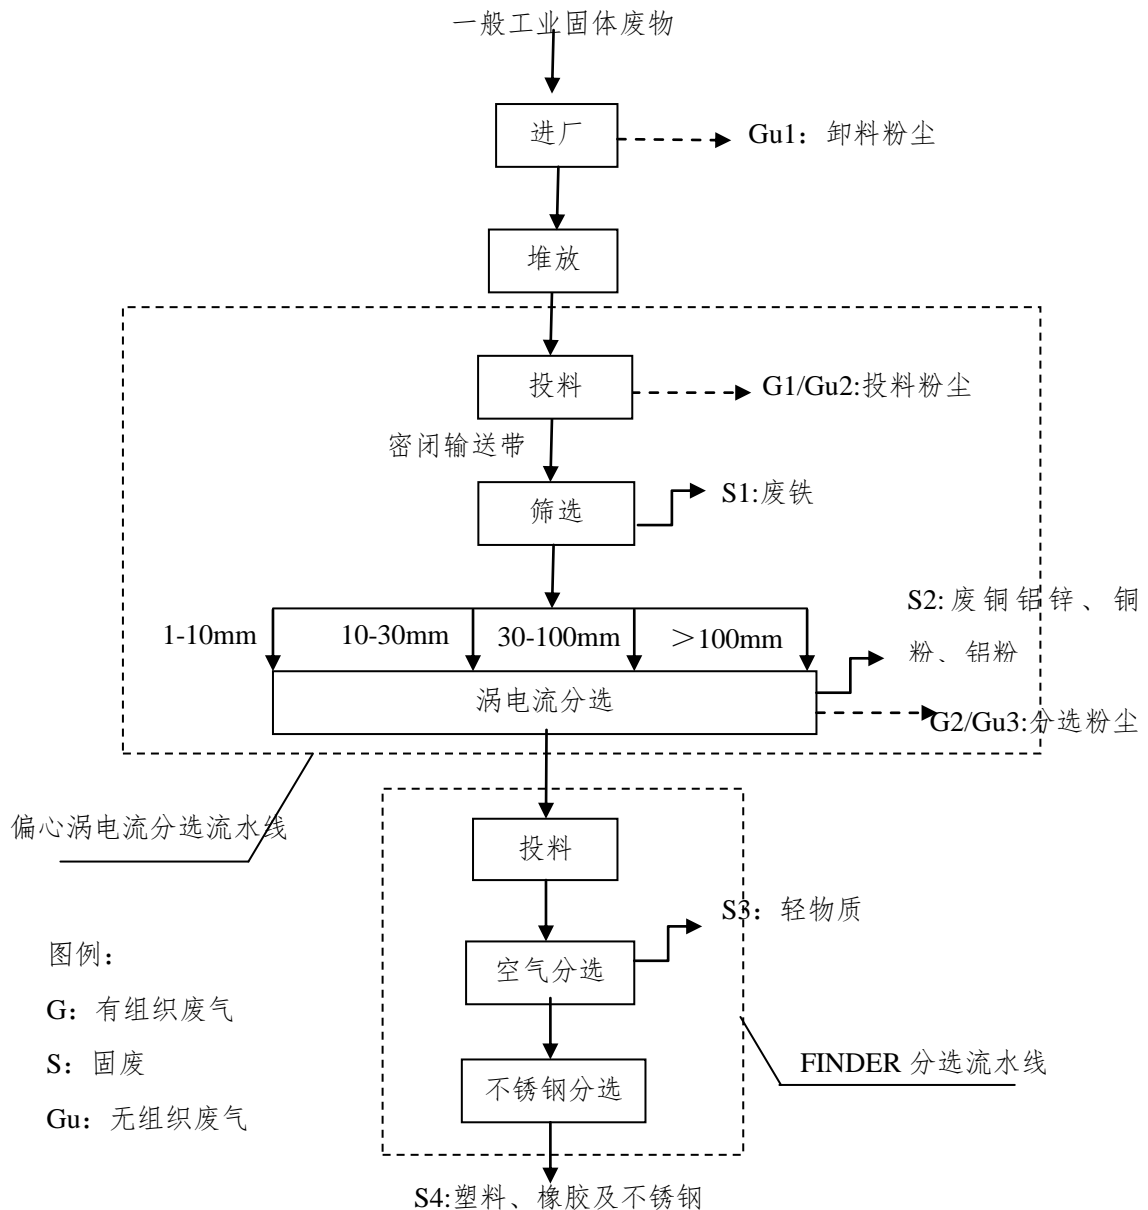 一般工业固体废物
进厂
Gu1：卸料粉尘
堆放
投料
G1/Gu2:投料粉尘
密闭输送带
筛选
S1:废铁
S2:废铜铝锌、铜
粉、铝粉
1-10mm
10-30mm
30-100mm
＞100mm
涡电流分选
G2/Gu3:分选粉尘
偏心涡电流分选流水线
投料
S3：轻物质
空气分选
图例：
G：有组织废气
S：固废
Gu：无组织废气
FINDER 分选流水线
不锈钢分选
S4:塑料、橡胶及不锈钢